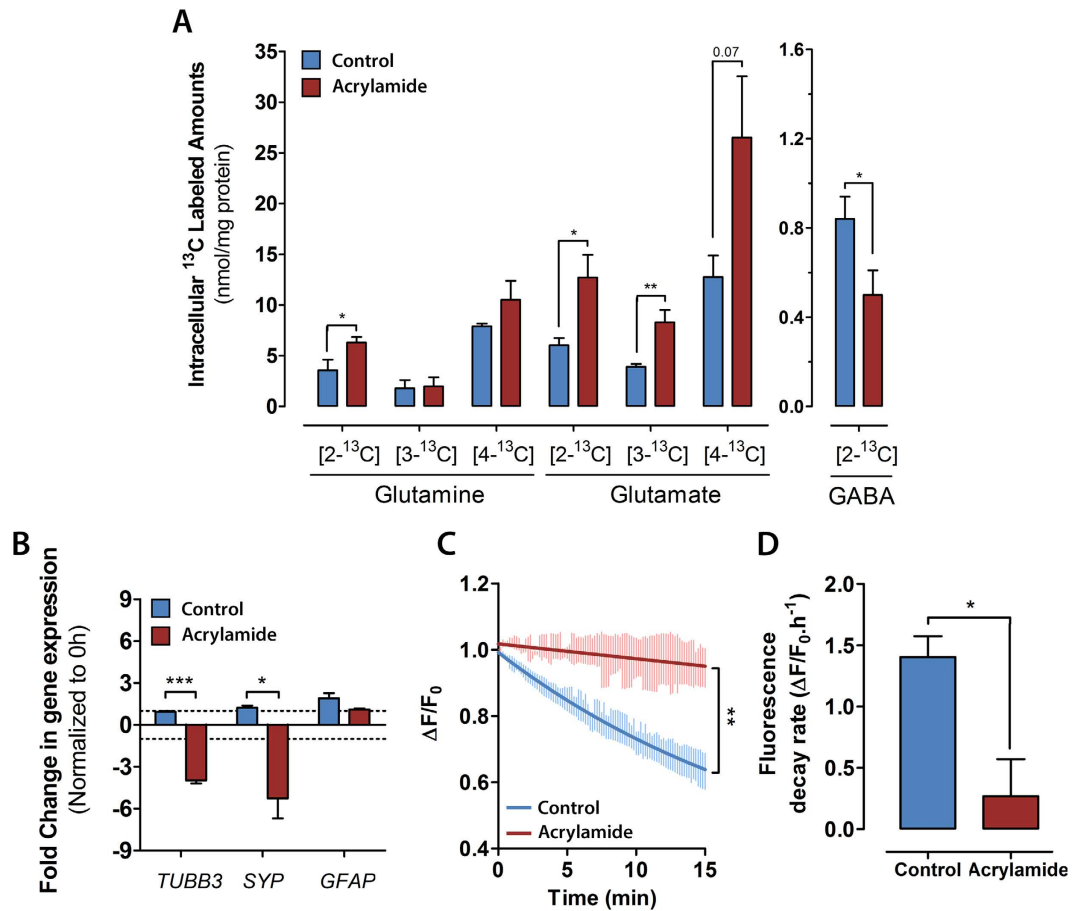 A
Intracellular ¹³C Labeled Amounts
(nmol/mg protein)
35
30
25
20
15
10
5
0
Control
Acrylamide
*
*
**
0.07
[2-¹³C]
[3-¹³C]
[4-¹³C]
[2-¹³C]
[3-¹³C]
[4-¹³C]
Glutamine
Glutamate
1.6
1.2
0.8
0.4
0.0
*
[2-¹³C]
GABA
B
Fold Change in gene expression
(Normalized to 0h)
9
6
3
0
-3
-6
-9
Control
Acrylamide
***
*
TUBB3
SYP
GFAP
C
ΔF/F₀
1.2
1.0
0.8
0.6
0.4
**
Control
Acrylamide
0
5
10
15
Time (min)
D
Fluorescence
decay rate (ΔF/F₀.h⁻¹)
2.0
1.5
1.0
0.5
0.0
*
Control
Acrylamide